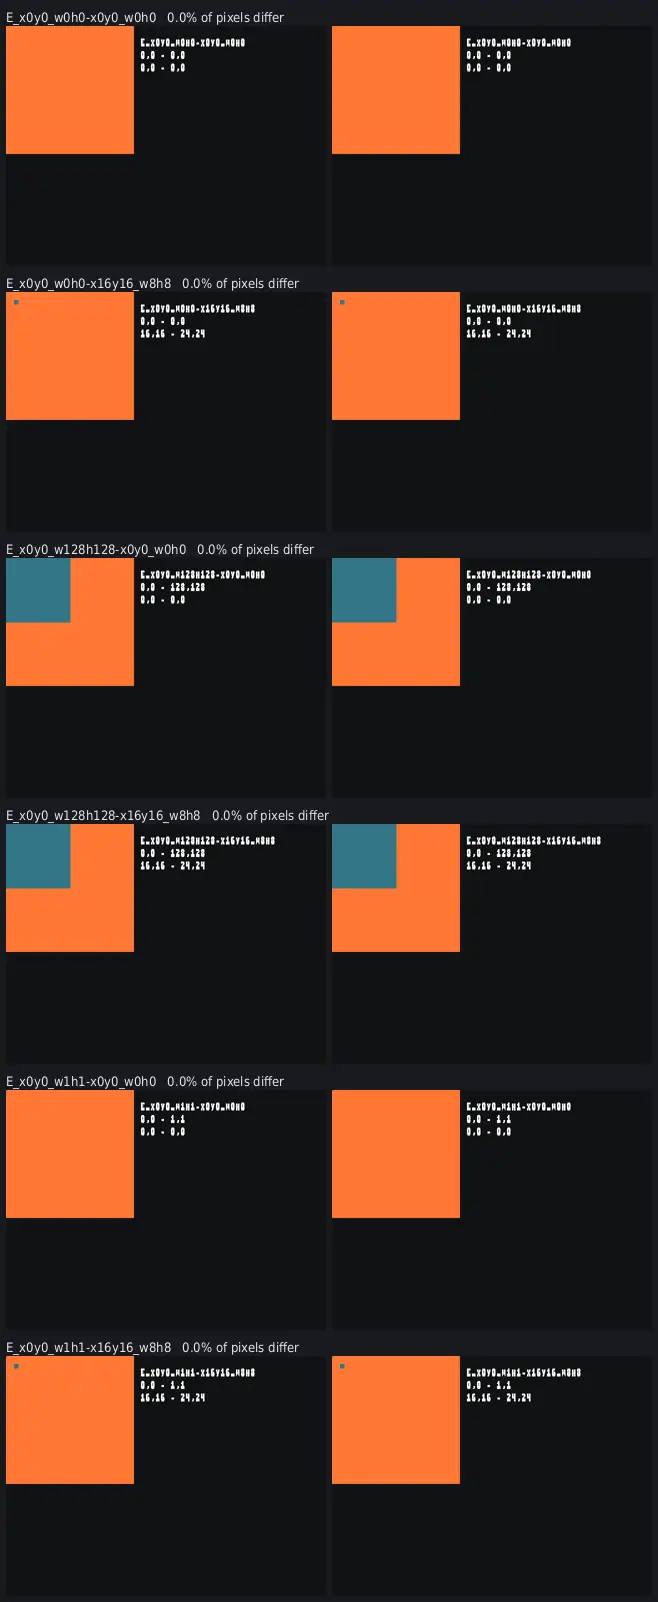 E_x0y0_w0h0-x0y0_w0h0 0.0% of pixels differ
E_X0Y0_W0H0-X0Y0_W0H0
0,0 - 0,0
0,0 - 0,0
E_X0Y0_W0H0-X0Y0_W0H0
0,0 - 0,0
0,0 - 0,0
E_x0y0_w0h0-x16y16_w8h8 0.0% of pixels differ
E_X0Y0_W0H0-X16Y16_W8H8
0,0 - 0,0
16,16 - 24,24
E_X0Y0_W0H0-X16Y16_W8H8
0,0 - 0,0
16,16 - 24,24
E_x0y0_w128h128-x0y0_w0h0 0.0% of pixels differ
E_X0Y0_W128H128-X0Y0_W0H0
0,0 - 128,128
0,0 - 0,0
E_X0Y0_W128H128-X0Y0_W0H0
0,0 - 128,128
0,0 - 0,0
E_x0y0_w128h128-x16y16_w8h8 0.0% of pixels differ
E_X0Y0_W128H128-X16Y16_W8H8
0,0 - 128,128
16,16 - 24,24
E_X0Y0_W128H128-X16Y16_W8H8
0,0 - 128,128
16,16 - 24,24
E_x0y0_w1h1-x0y0_w0h0 0.0% of pixels differ
E_X0Y0_W1H1-X0Y0_W0H0
0,0 - 1,1
0,0 - 0,0
E_X0Y0_W1H1-X0Y0_W0H0
0,0 - 1,1
0,0 - 0,0
E_x0y0_w1h1-x16y16_w8h8 0.0% of pixels differ
E_X0Y0_W1H1-X16Y16_W8H8
0,0 - 1,1
16,16 - 24,24
E_X0Y0_W1H1-X16Y16_W8H8
0,0 - 1,1
16,16 - 24,24